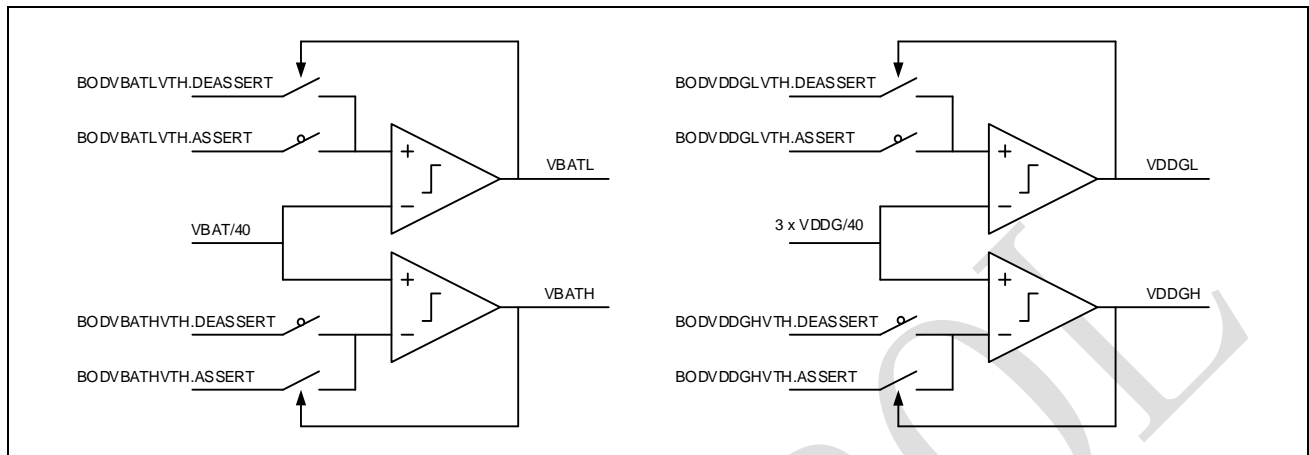 BODVBATLVTH.DEASSERT
BODVBATLVTH.ASSERT
+
VBATL
−
VBAT/40
+
VBATH
BODVBATHVTH.DEASSERT
−
BODVBATHVTH.ASSERT
BODVDDGLVTH.DEASSERT
BODVDDGLVTH.ASSERT
+
VDDGL
−
3 x VDDG/40
+
VDDGH
BODVDDGHVTH.DEASSERT
−
BODVDDGHVTH.ASSERT